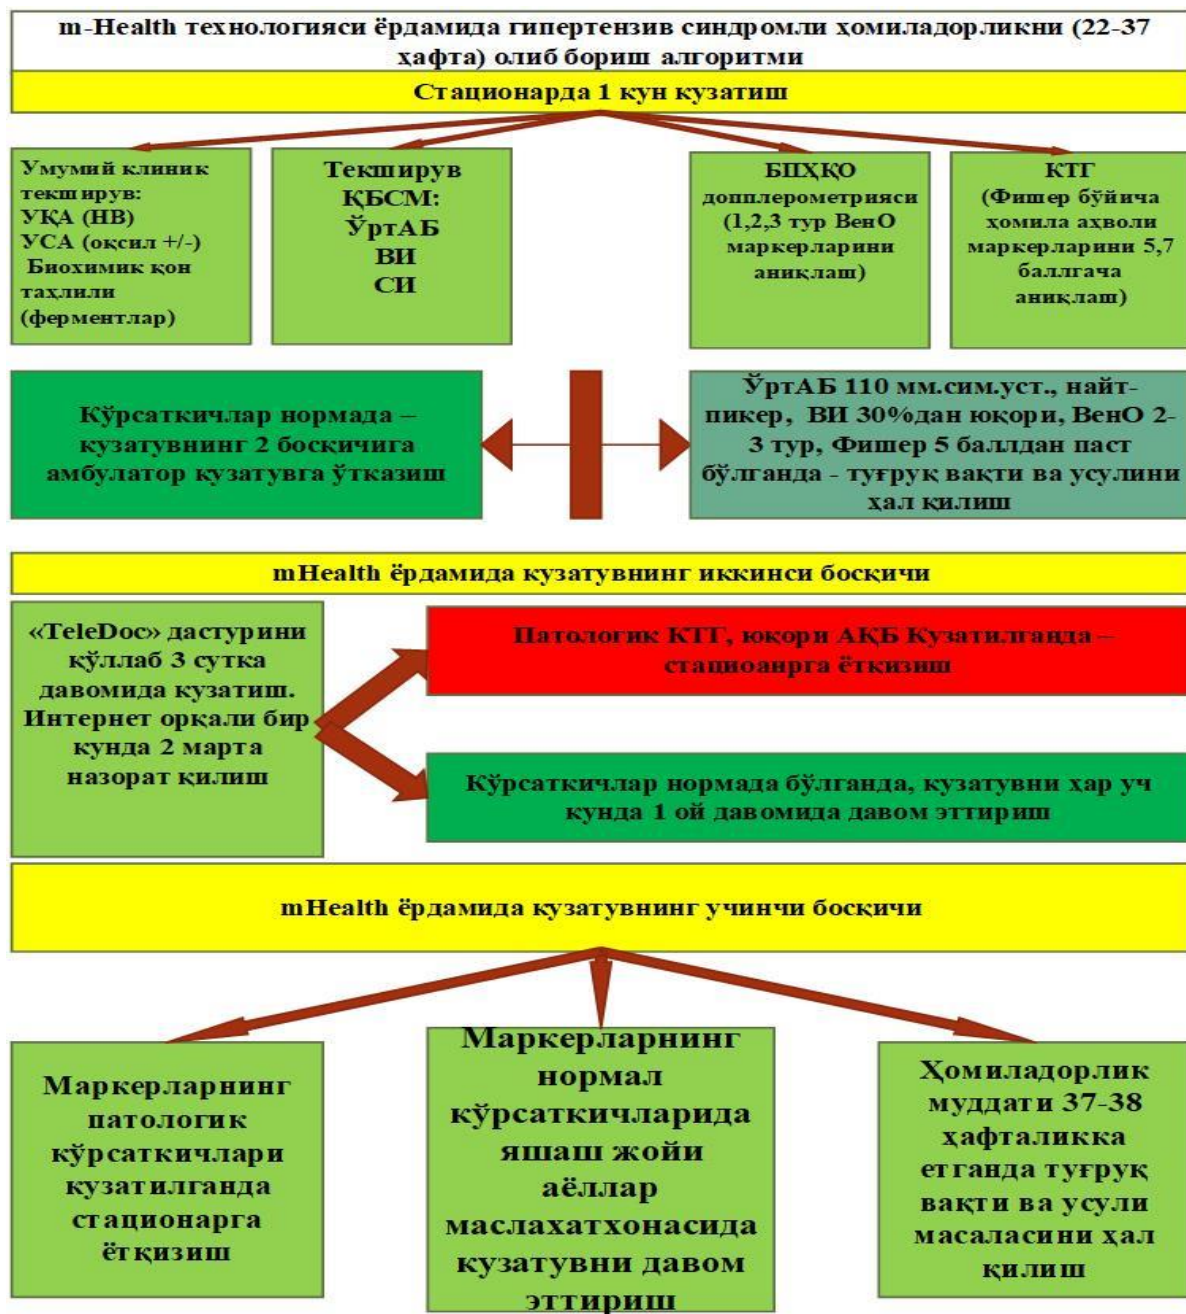 m-Health технологияси ёрдамида гипертензив синдромли ҳомиладорликни (22-37
ҳафта) олиб бориш алгоритми
Стационарда 1 кун кузатиш
Умумий клиник
текширув:
УҚА (НВ)
УСА (оқсил +/-)
Биохимик қон
таҳлили
(ферментлар)
Текширув
ҚБСМ:
ЎртАБ
ВИ
СИ
БПҲҚО
допплерометрияси
(1,2,3 тур ВенО
маркерларини
аниқлаш)
КТГ
(Фишер бўйича
ҳомила аҳволи
маркерларини 5,7
баллгача
аниқлаш)
Кўрсаткичлар нормада –
кузатувнинг 2 босқичига
амбулатор кузатувга ўтказиш
ЎртАБ 110 мм.сим.уст., найт-
пикер, ВИ 30%дан юқори, ВенО 2-
3 тур, Фишер 5 баллдан паст
бўлганда - туғруқ вақти ва усулини
ҳал қилиш
mHealth ёрдамида кузатувнинг иккинси босқичи
«TeleDoc» дастурини
қўллаб 3 сутка
давомида кузатиш.
Интернет орқали бир
кунда 2 марта
назорат қилиш
Патологик КТГ, юқори АҚБ Кузатилганда –
стациоанрга ётқизиш
Кўрсаткичлар нормада бўлганда, кузатувни ҳар уч
кунда 1 ой давомида давом эттириш
mHealth ёрдамида кузатувнинг учинчи босқичи
Маркерларнинг
патологик
кўрсаткичлари
кузатилганда
стационарга
ётқизиш
Маркерларнинг
нормал
кўрсаткичларида
яшаш жойи
аёллар
маслахатхонасида
кузатувни давом
эттириш
Ҳомиладорлик
муддати 37-38
ҳафталикка
етганда туғруқ
вақти ва усули
масаласини ҳал
қилиш